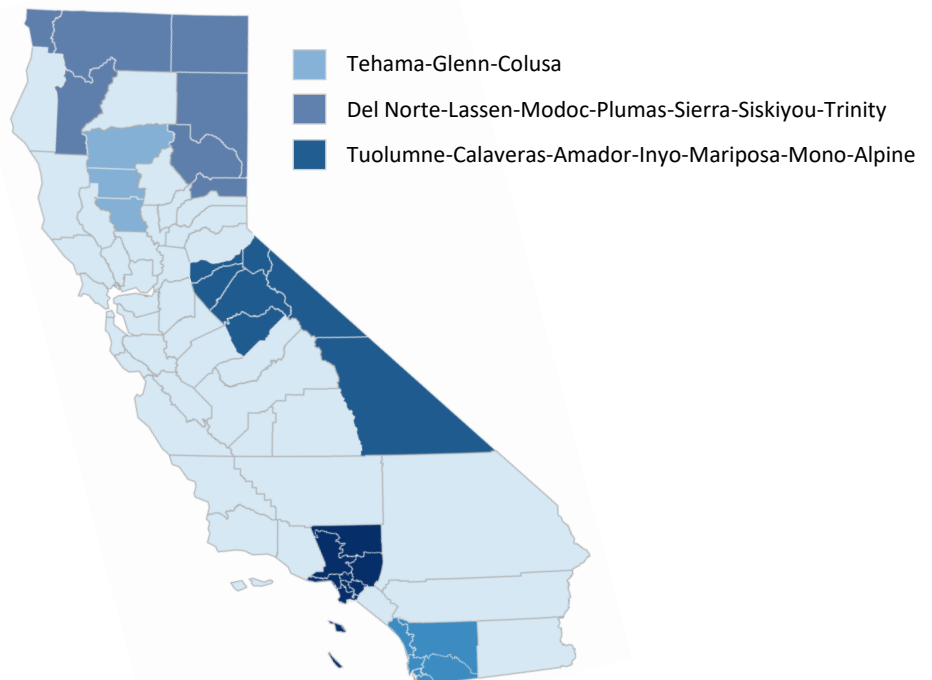 Tehama-Glenn-Colusa
Del Norte-Lassen-Modoc-Plumas-Sierra-Siskiyou-Trinity
Tuolumne-Calaveras-Amador-Inyo-Mariposa-Mono-Alpine